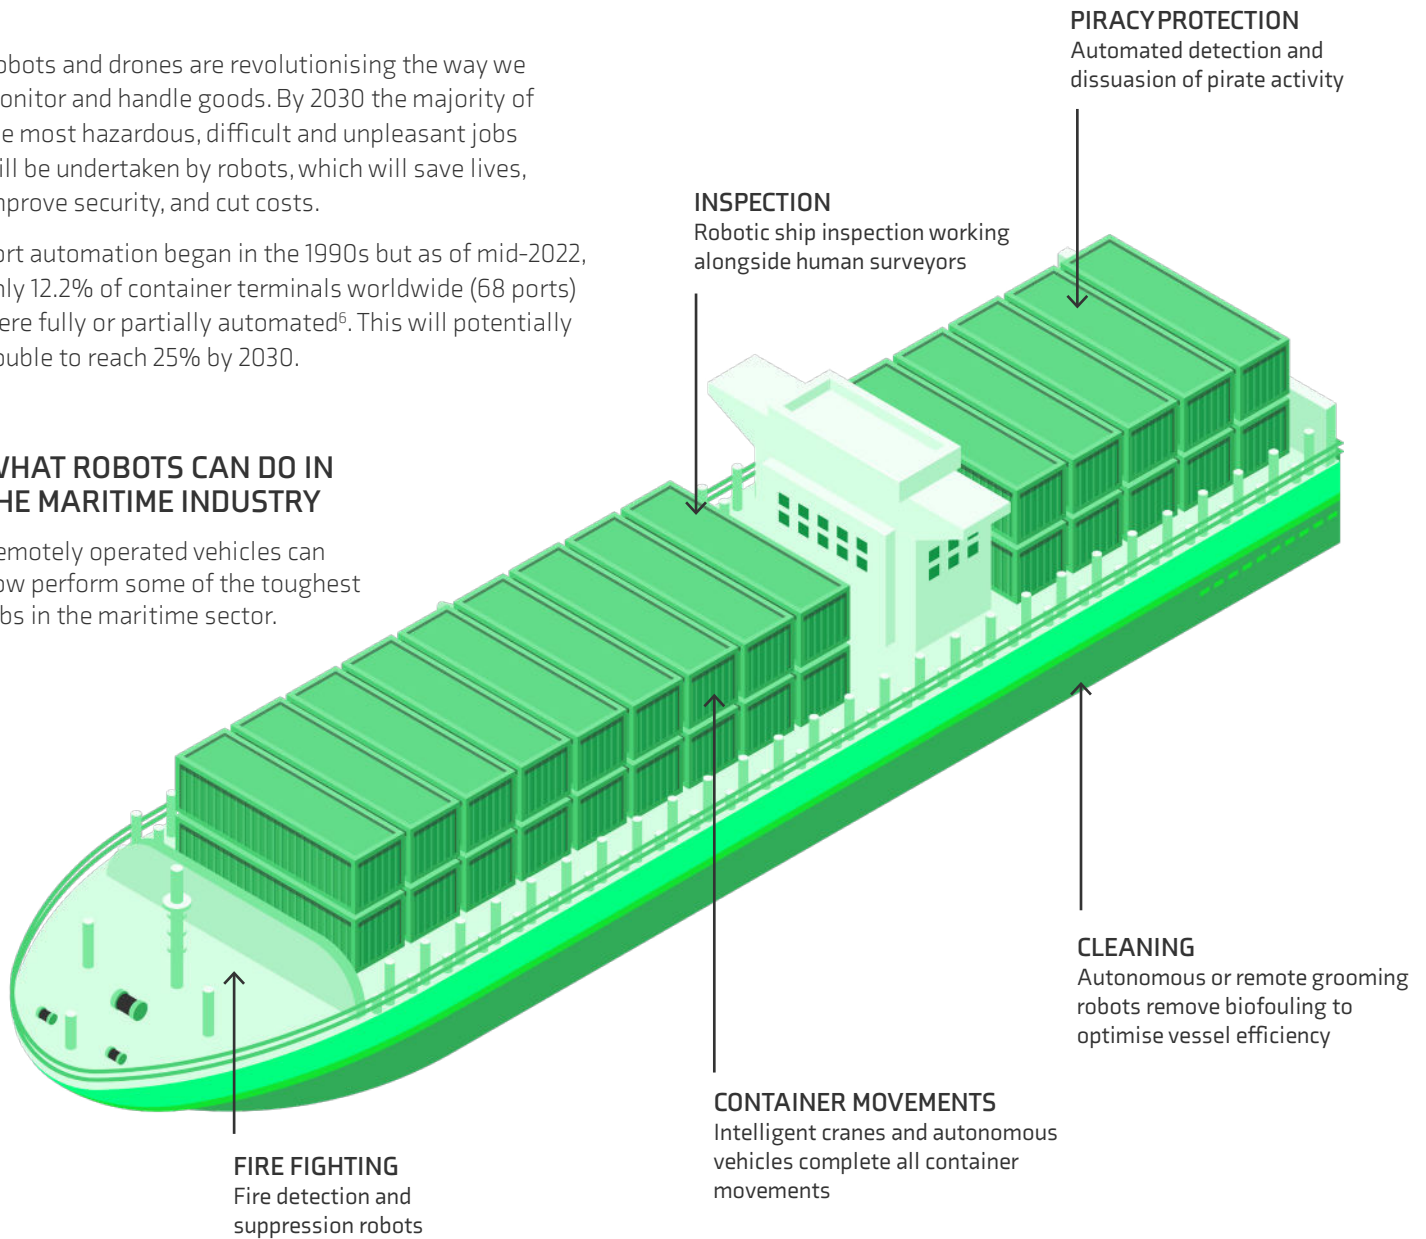 obots and drones are revolutionising the way we
onitor and handle goods. By 2030 the majority of
e most hazardous, difficult and unpleasant jobs
ill be undertaken by robots, which will save lives,
mprove security, and cut costs.
ort automation began in the 1990s but as of mid-2022,
nly 12.2% of container terminals worldwide (68 ports)
ere fully or partially automated⁶. This will potentially
ouble to reach 25% by 2030.
WHAT ROBOTS CAN DO IN
HE MARITIME INDUSTRY
emotely operated vehicles can
ow perform some of the toughest
bs in the maritime sector.
PIRACY PROTECTION
Automated detection and
dissuasion of pirate activity
INSPECTION
Robotic ship inspection working
alongside human surveyors
CLEANING
Autonomous or remote grooming
robots remove biofouling to
optimise vessel efficiency
CONTAINER MOVEMENTS
Intelligent cranes and autonomous
vehicles complete all container
movements
FIRE FIGHTING
Fire detection and
suppression robots